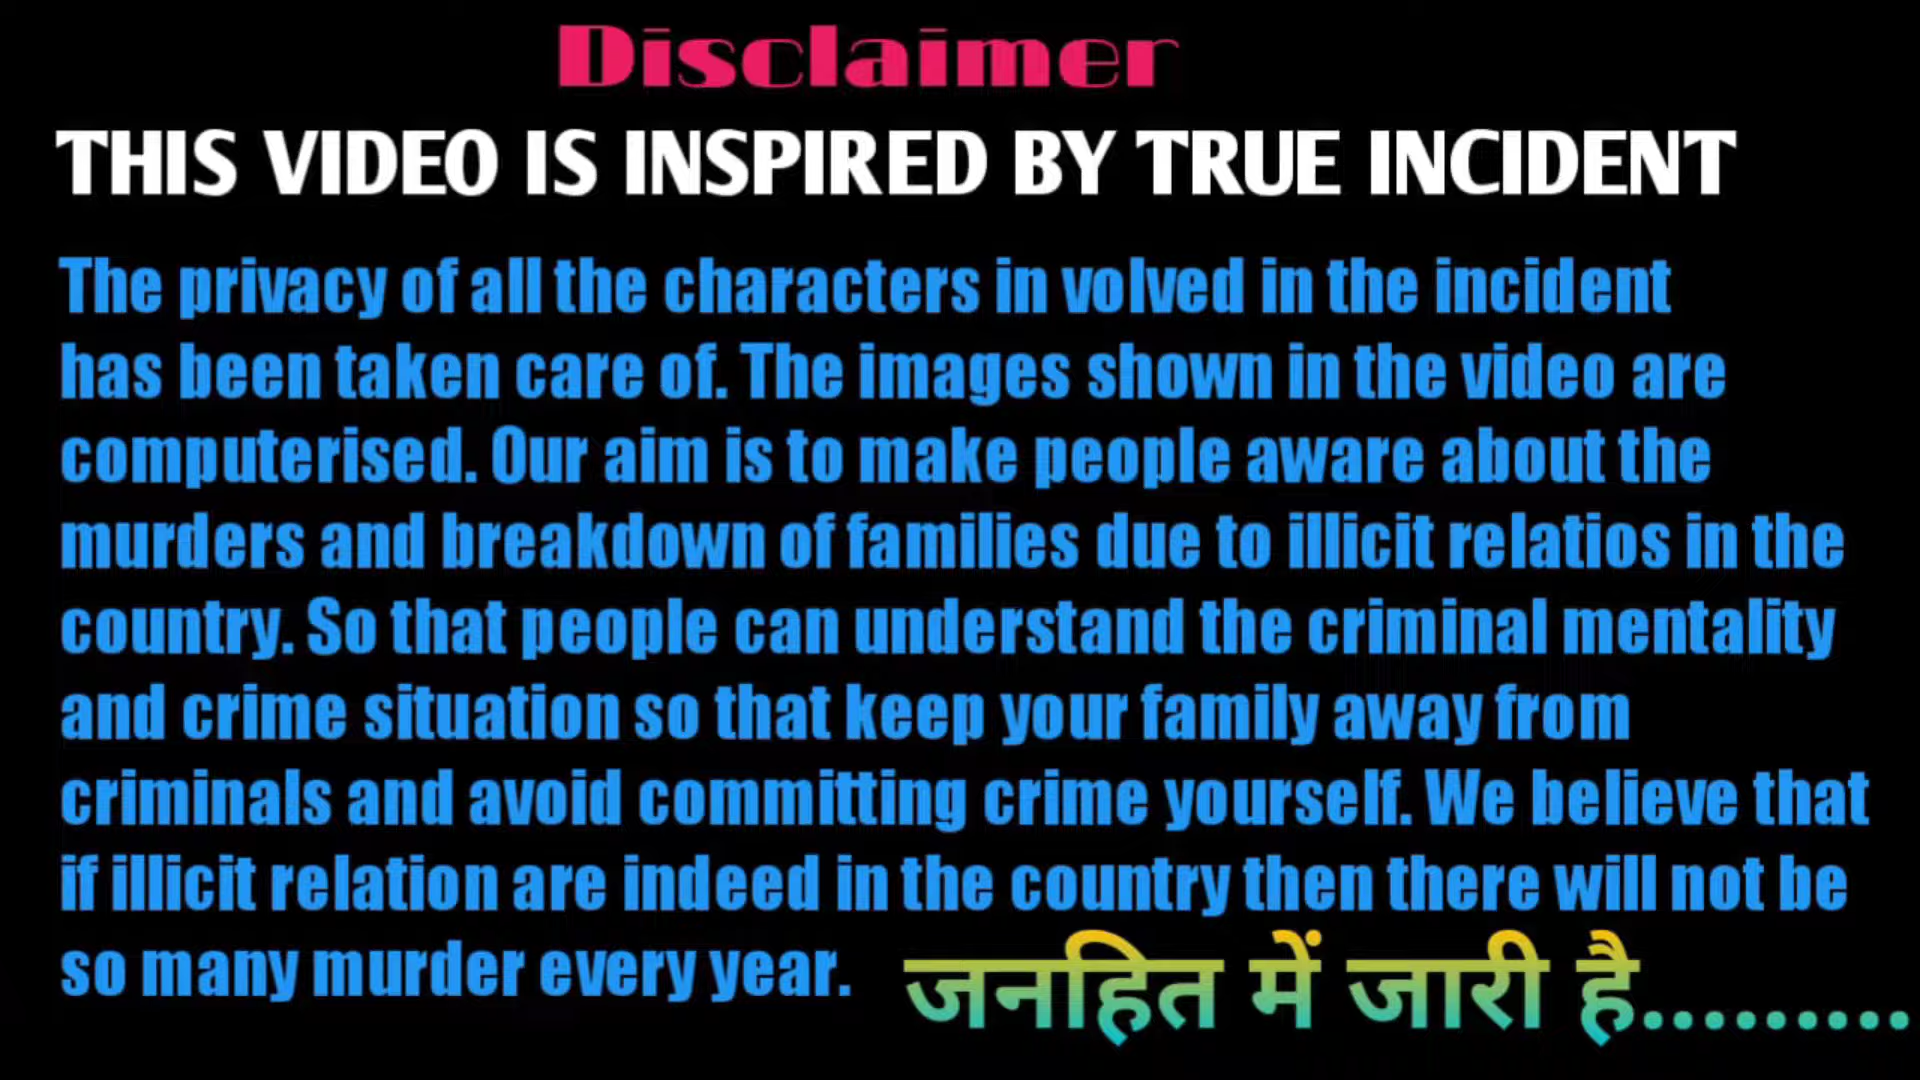 Disclaimer
THIS VIDEO IS INSPIRED BY TRUE INCIDENT
The privacy of all the characters in volved in the incident
has been taken care of. The images shown in the video are
computerised. Our aim is to make people aware about the
murders and breakdown of families due to illicit relatios in the
country. So that people can understand the criminal mentality
and crime situation so that keep your family away from
criminals and avoid committing crime yourself. We believe that
if illicit relation are indeed in the country then there will not be
so many murder every year. जनहित में जारी है.........